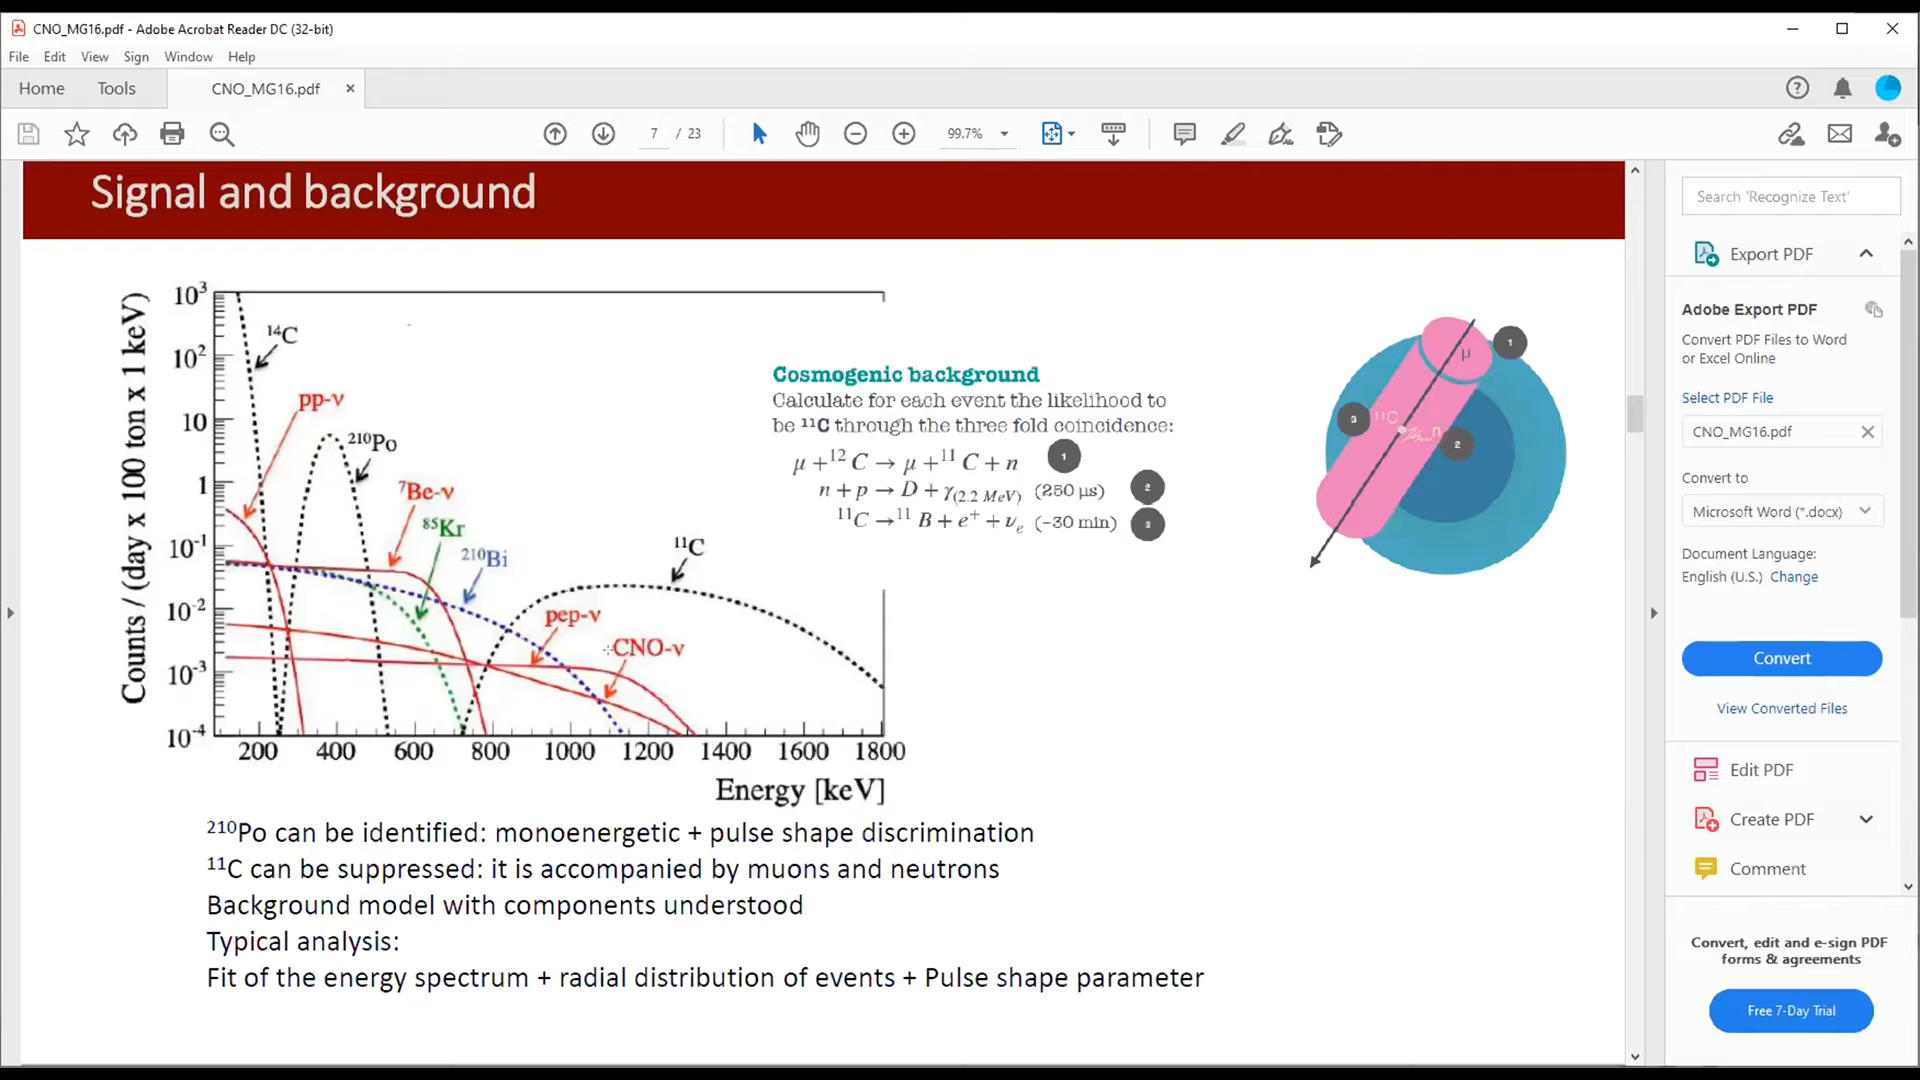 CNO_MG16.pdf - Adobe Acrobat Reader DC (32-bit)
File Edit View Sign Window Help
Home Tools CNO_MG16.pdf ×
7 / 23 99.7%
Signal and background
Counts / (day x 100 ton x 1 keV)
10³
10²
10
1
10⁻¹
10⁻²
10⁻³
10⁻⁴
¹⁴C
pp-ν
²¹⁰Po
⁷Be-ν
⁸⁵Kr
²¹⁰Bi
¹¹C
pep-ν
CNO-ν
200 400 600 800 1000 1200 1400 1600 1800
Energy [keV]
Cosmogenic background
Calculate for each event the likelihood to
be ¹¹C through the three fold coincidence:
μ +¹² C → μ +¹¹ C + n 1
n + p → D + γ(2.2 MeV) (250 μs) 2
¹¹C →¹¹ B + e⁺ + νₑ (~30 min) 3
μ 1
3 ¹¹C n 2
²¹⁰Po can be identified: monoenergetic + pulse shape discrimination
¹¹C can be suppressed: it is accompanied by muons and neutrons
Background model with components understood
Typical analysis:
Fit of the energy spectrum + radial distribution of events + Pulse shape parameter
Search 'Recognize Text'
Export PDF
Adobe Export PDF
Convert PDF Files to Word
or Excel Online
Select PDF File
CNO_MG16.pdf
Convert to
Microsoft Word (*.docx)
Document Language:
English (U.S.) Change
Convert
View Converted Files
Edit PDF
Create PDF
Comment
Convert, edit and e-sign PDF
forms & agreements
Free 7-Day Trial